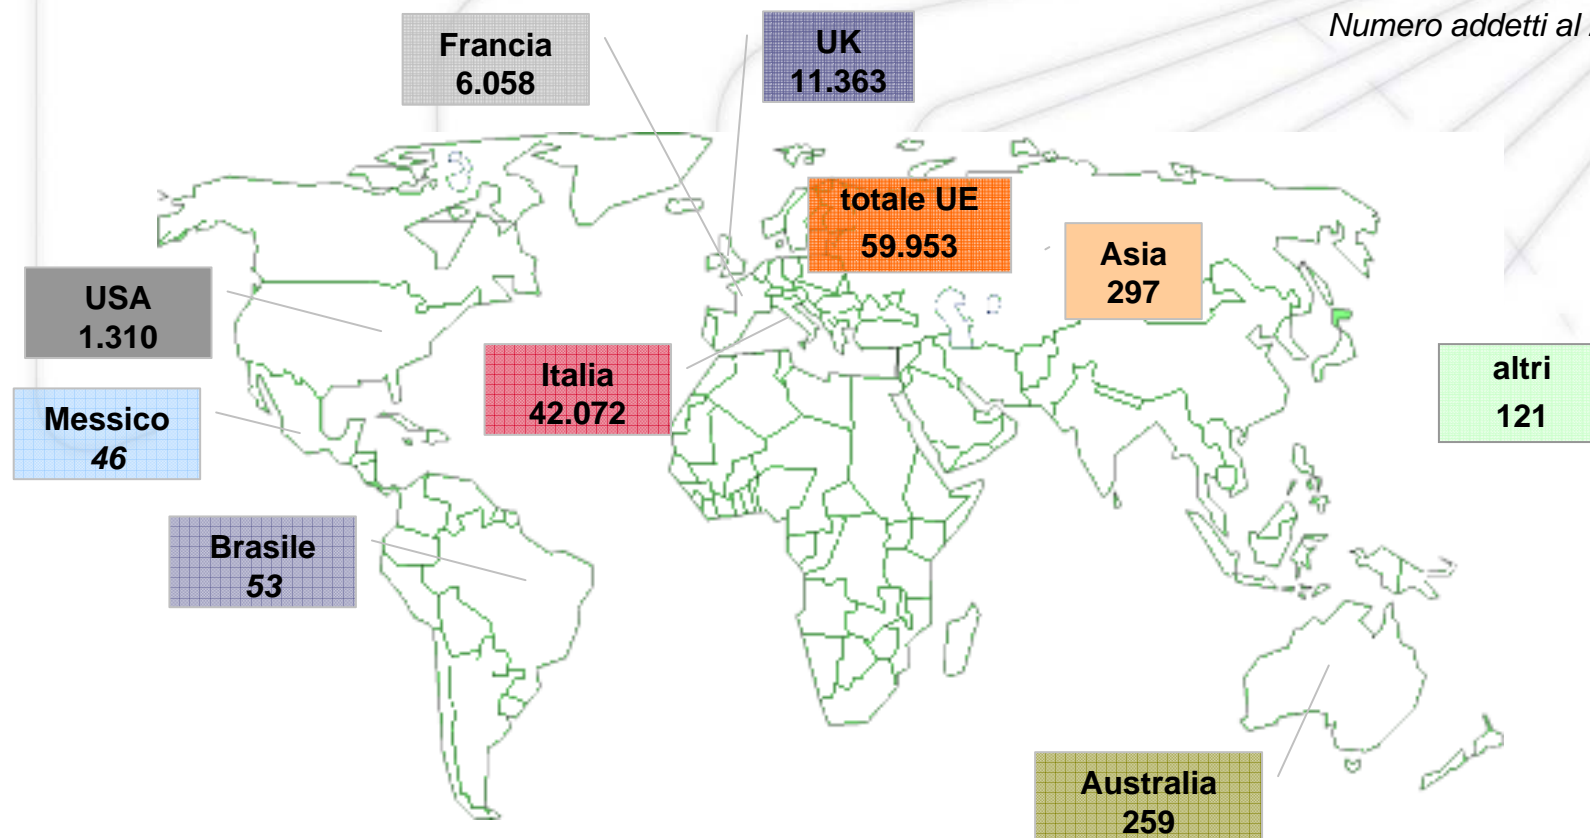 Numero addetti al
Francia
6.058
UK
11.363
totale UE
59.953
Asia
297
USA
1.310
Italia
42.072
altri
121
Messico
46
Brasile
53
Australia
259